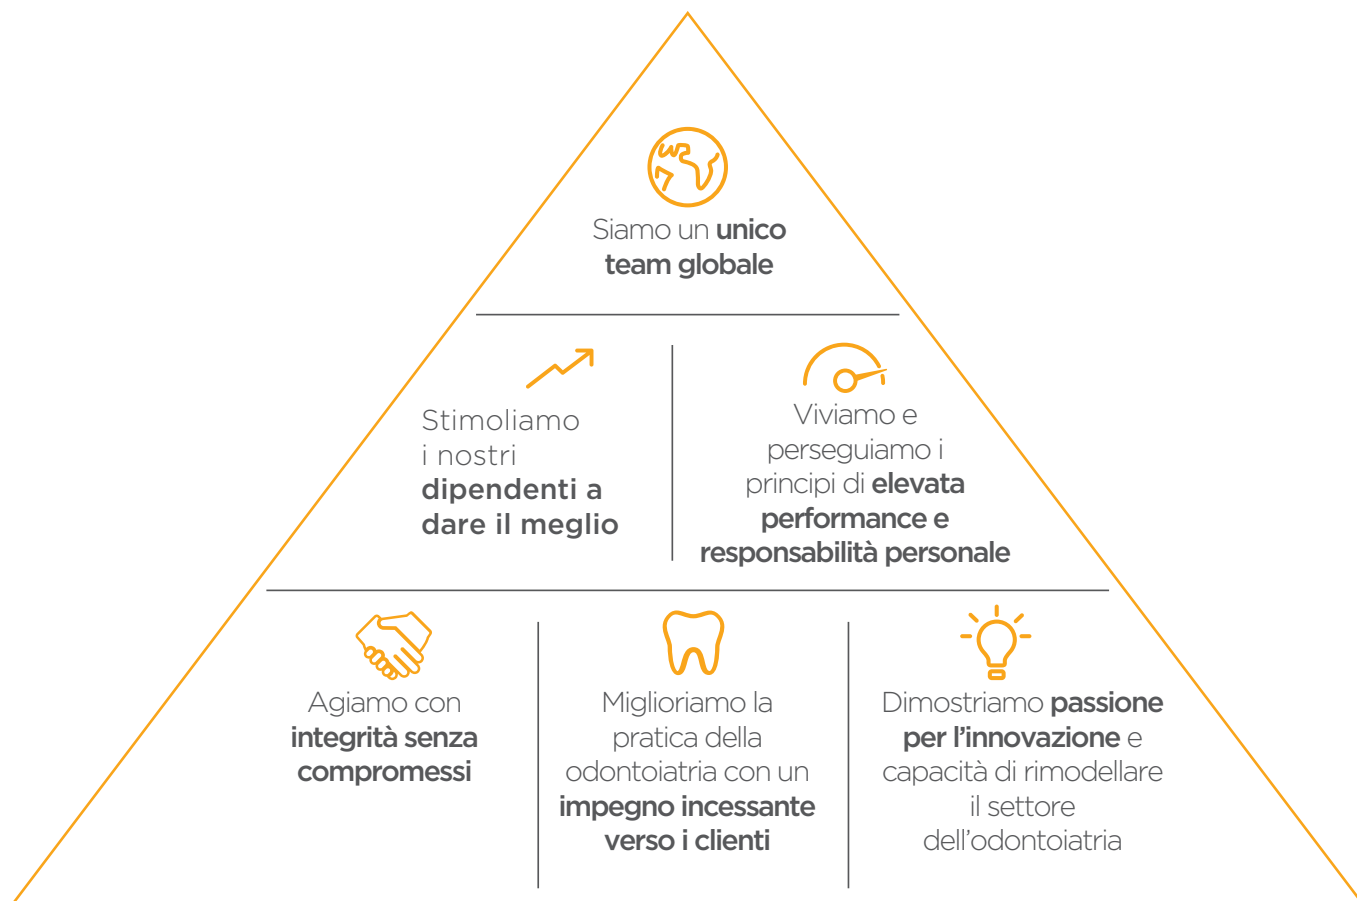 Siamo un unico
team globale
Stimoliamo
i nostri
dipendenti a
dare il meglio
Viviamo e
perseguiamo i
principi di elevata
performance e
responsabilità personale
Agiamo con
integrità senza
compromessi
Miglioriamo la
pratica della
odontoiatria con un
impegno incessante
verso i clienti
Dimostriamo passione
per l’innovazione e
capacità di rimodellare
il settore
dell’odontoiatria